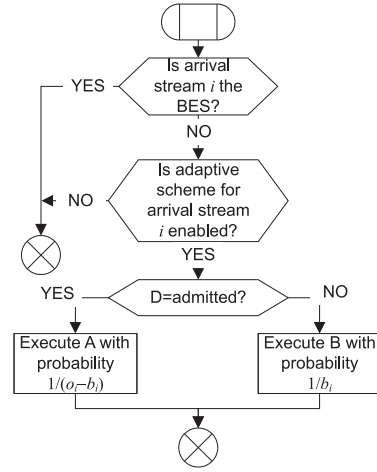 Is arrival
stream i the
BES?
YES
NO
Is adaptive
scheme for
arrival stream
i enabled?
NO
YES
D=admitted?
YES
NO
Execute A with
probability
1/(oᵢ–bᵢ)
Execute B with
probability
1/bᵢ